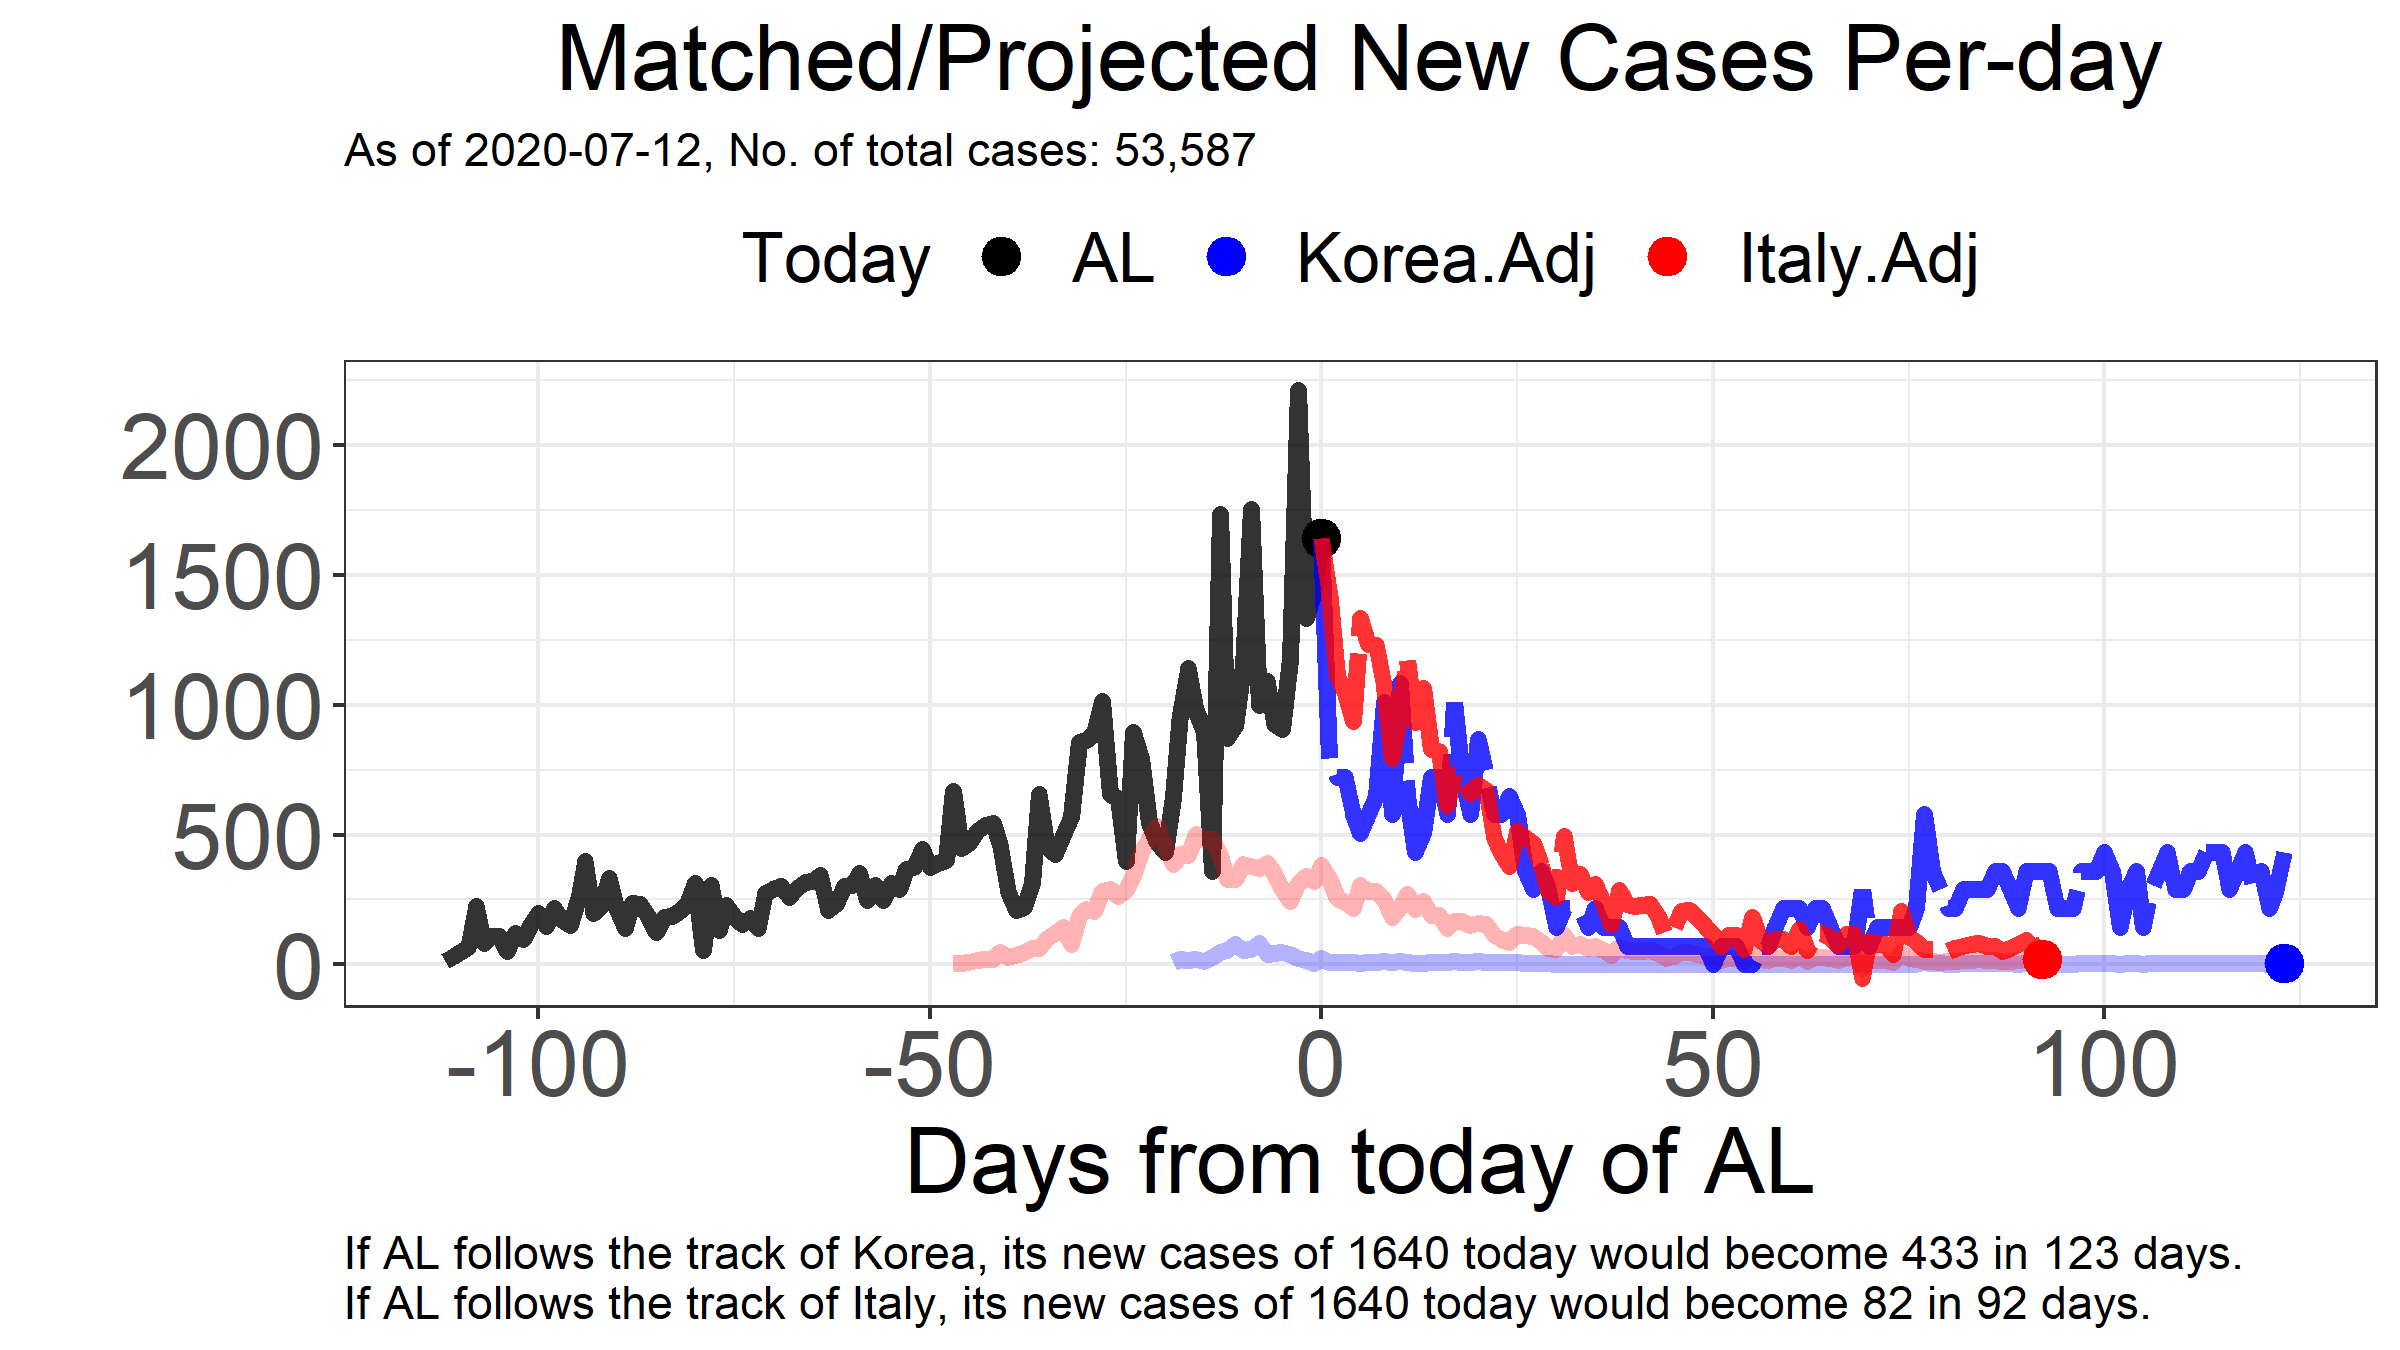 Matched/Projected New Cases Per-day
As of 2020-07-12, No. of total cases: 53,587
Today AL Korea.Adj Italy.Adj
2000
1500
1000
500
0
-100 -50 0 50 100
Days from today of AL
If AL follows the track of Korea, its new cases of 1640 today would become 433 in 123 days.
If AL follows the track of Italy, its new cases of 1640 today would become 82 in 92 days.